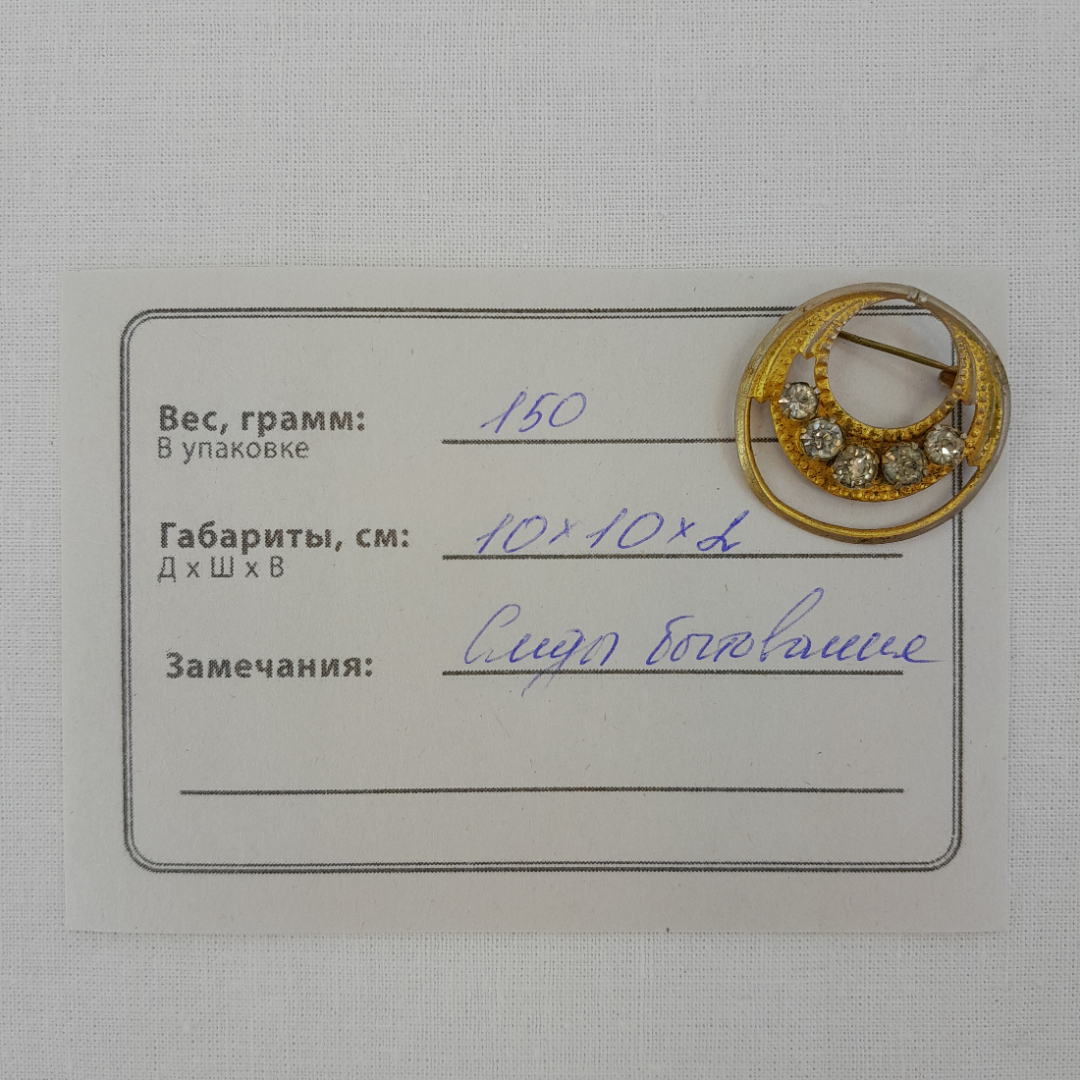 Вес, грамм: 150
В упаковке
Габариты, см: 10×10×2
Д х Ш х В
Замечания: Следы бытования